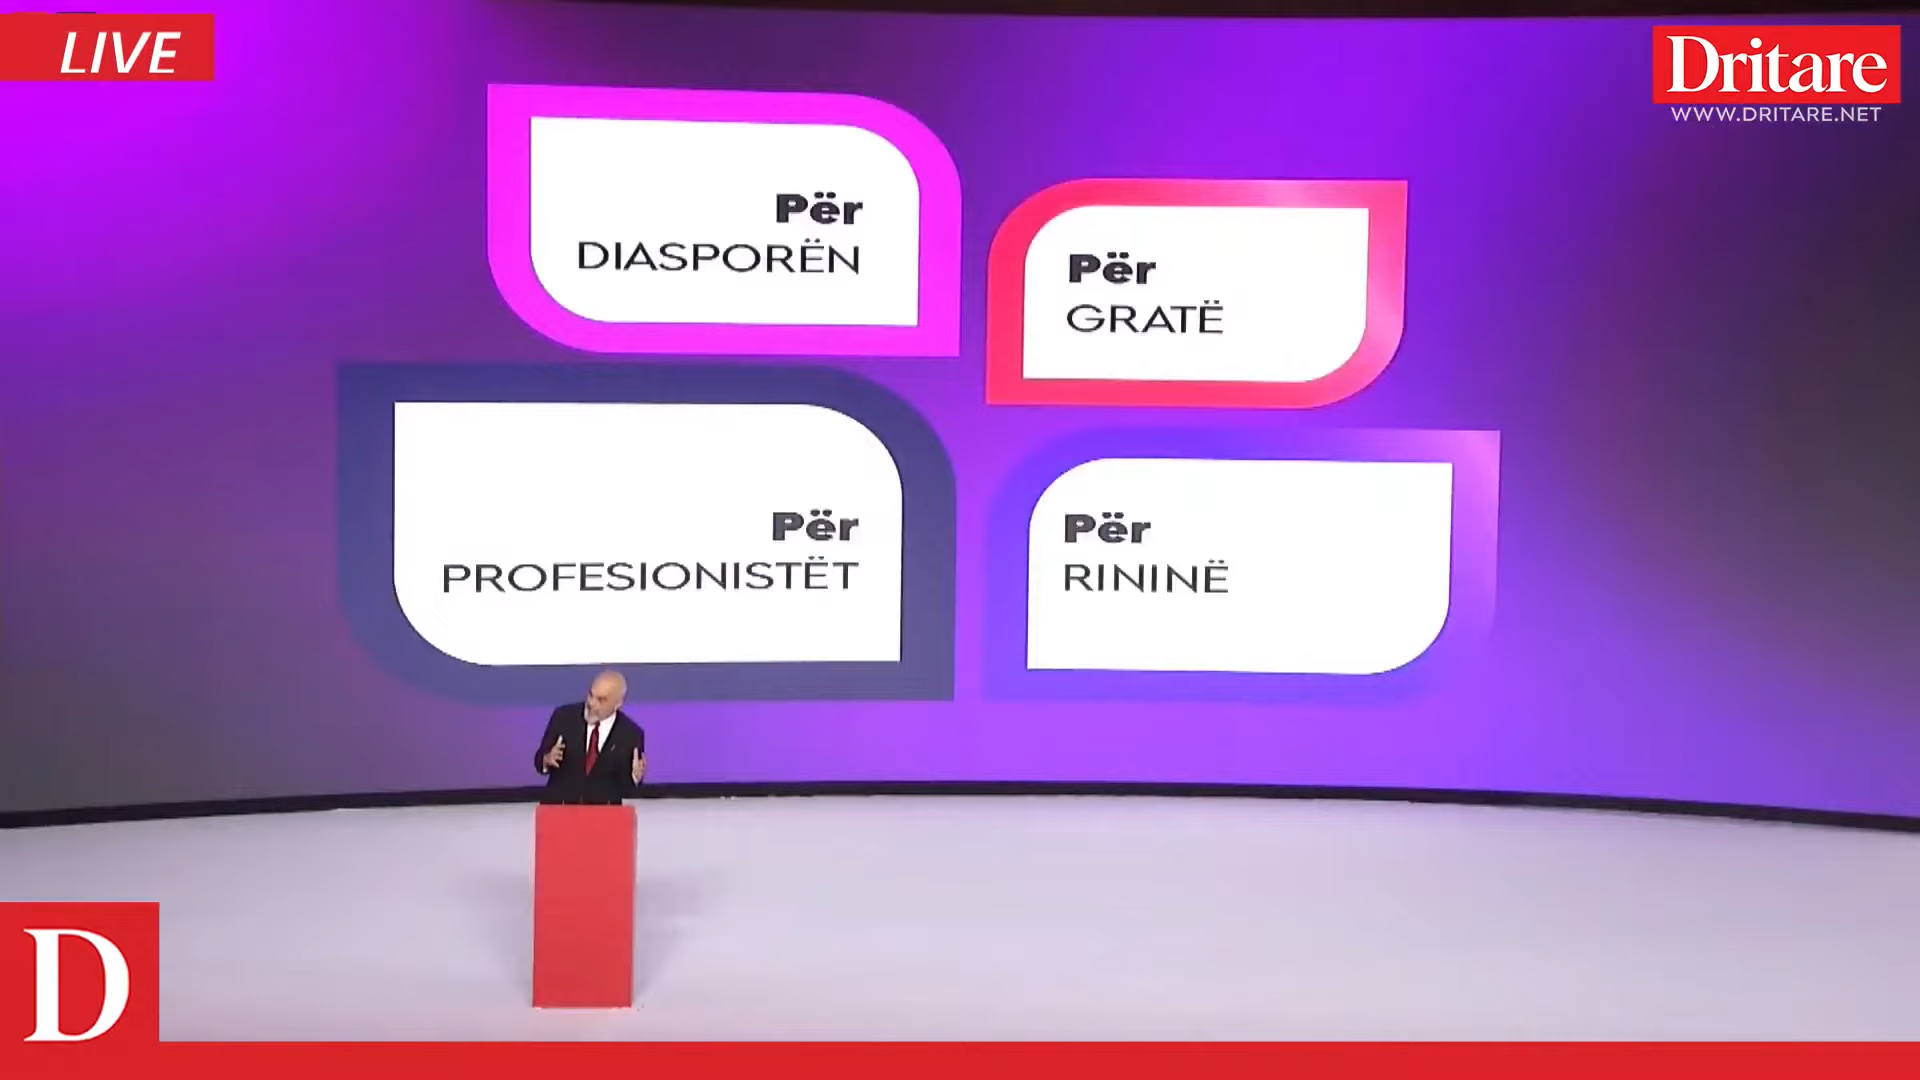 LIVE
Dritare
WWW.DRITARE.NET
Për
DIASPORËN
Për
GRATË
Për
PROFESIONISTËT
Për
RININË
D